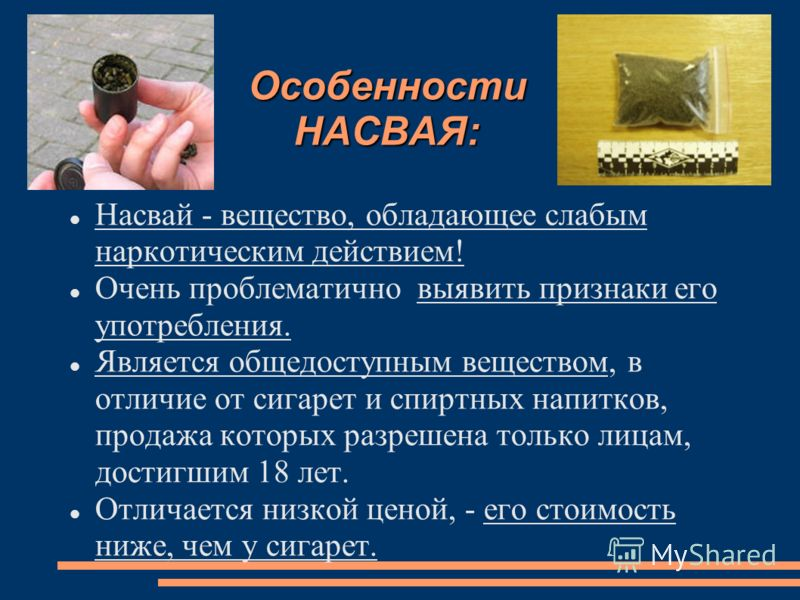 Особенности
НАСВАЯ:
Насвай - вещество, обладающее слабым
наркотическим действием!
Очень проблематично выявить признаки его
употребления.
Является общедоступным веществом, в
отличие от сигарет и спиртных напитков,
продажа которых разрешена только лицам,
достигшим 18 лет.
Отличается низкой ценой, - его стоимость
ниже, чем у сигарет.
MyShared